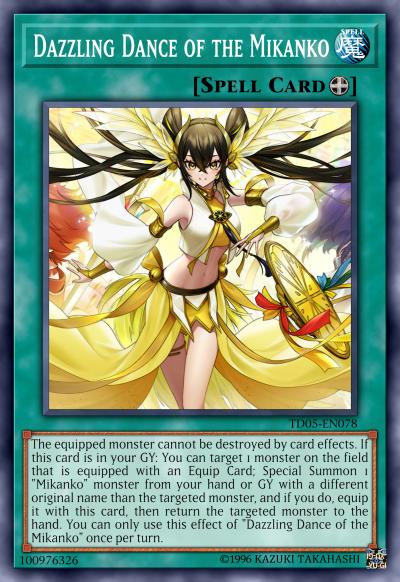 DAZZLING DANCE OF THE MIKANKO
SPELL
魔
[SPELL CARD]
TD05-EN078
The equipped monster cannot be destroyed by card effects. If
this card is in your GY: You can target 1 monster on the field
that is equipped with an Equip Card; Special Summon 1
"Mikanko" monster from your hand or GY with a different
original name than the targeted monster, and if you do, equip
it with this card, then return the targeted monster to the
hand. You can only use this effect of "Dazzling Dance of the
Mikanko" once per turn.
100976326
©1996 KAZUKI TAKAHASHI